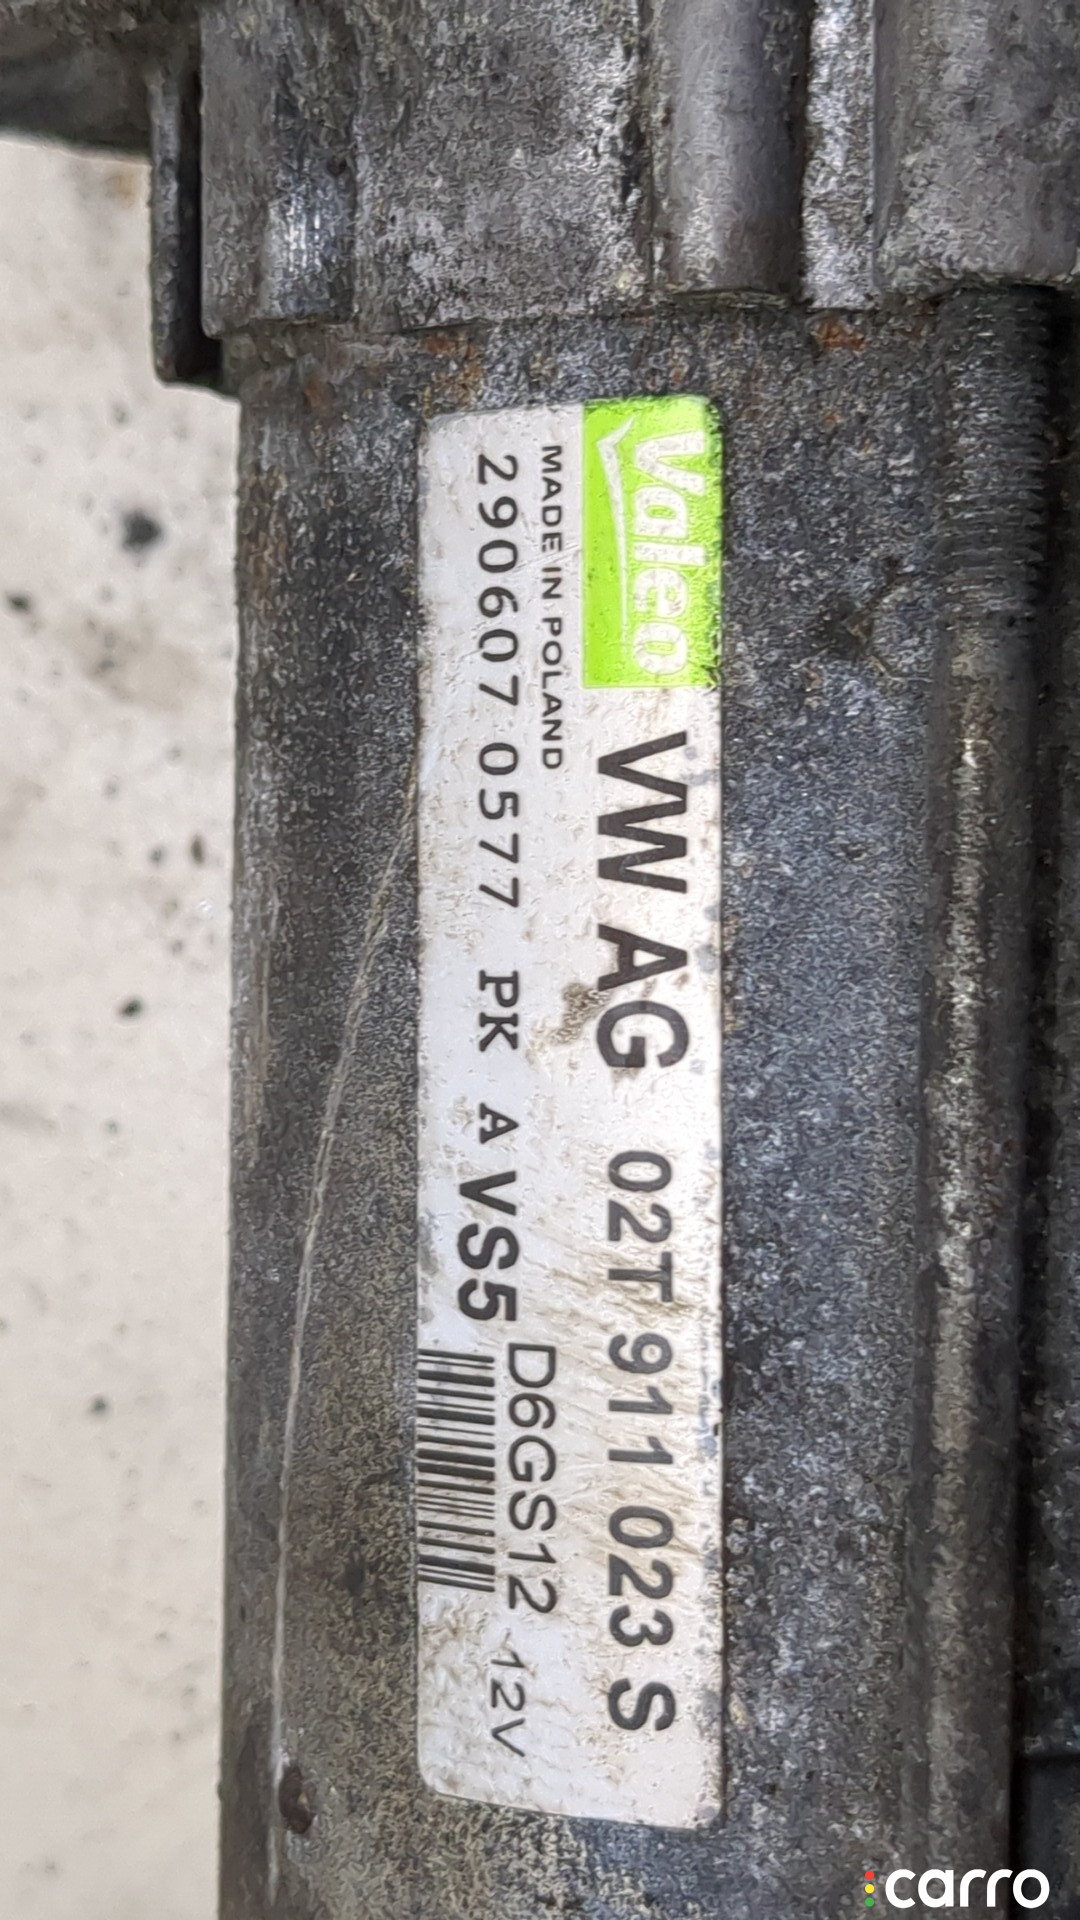 Valeo
VW AG 02T 911 023 S
MADE IN POLAND
D6GS12 12V
290607 0577 PK A VS5
carro